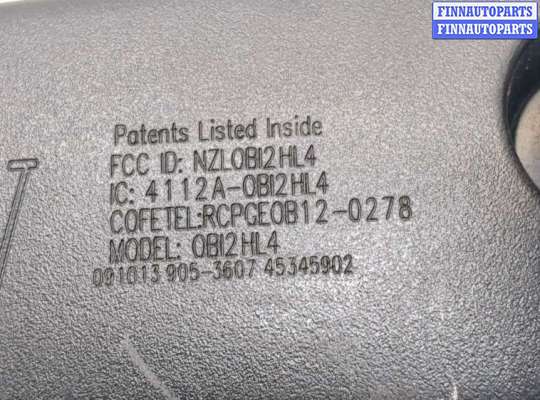 FINNAUTOPARTS
FINNAUTOPARTS
Patents Listed Inside
FCC ID: NZLOBI2HL4
IC: 4112A-OBI2HL4
COFETEL:RCPGEOB12-0278
MODEL: OBI2HL4
091013 905-3607 45345902